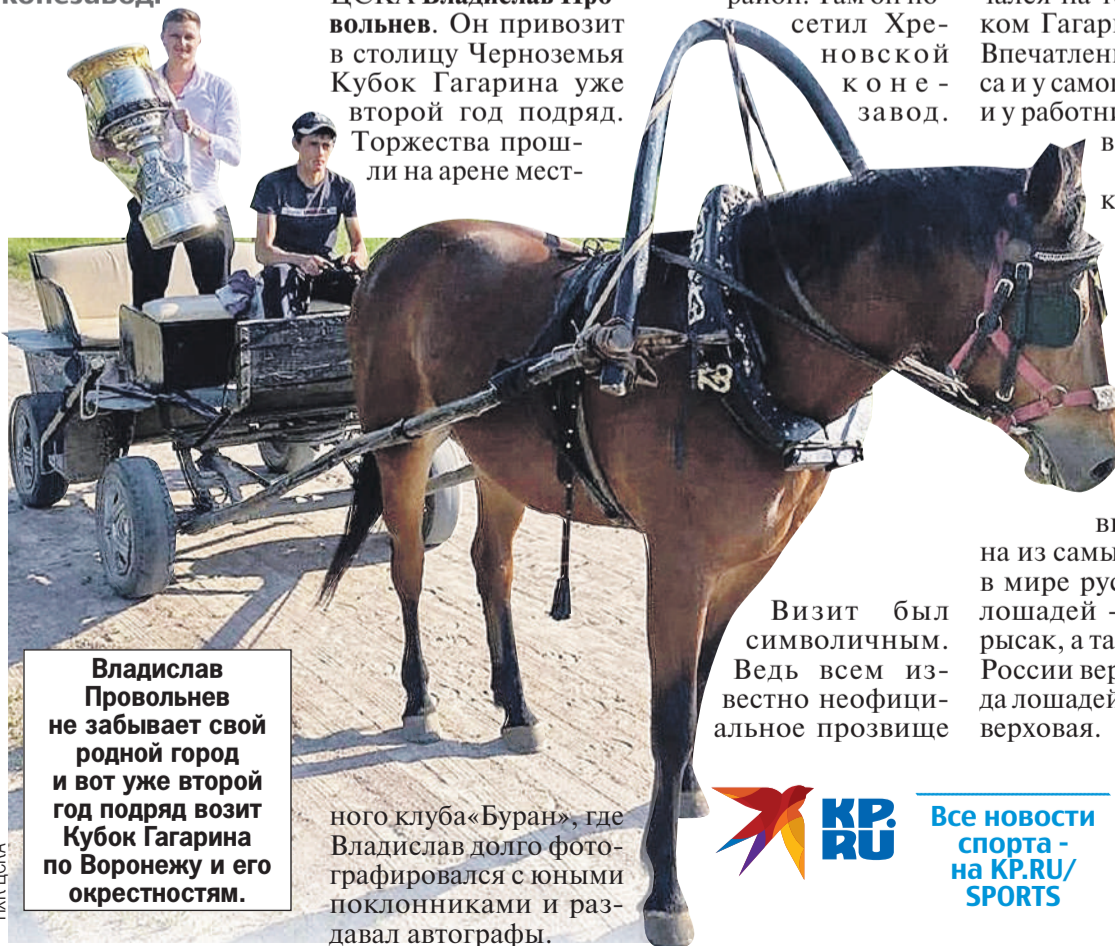 конезавод.
ЦСКА Владислав Про-
вольнев. Он привозит
в столицу Черноземья
Кубок Гагарина уже
второй год подряд.
Торжества прош-
ли на арене мест-
ного клуба«Буран», где
Владислав долго фото-
графировался с юными
поклонниками и раз-
давал автографы.
район. Там он по-
сетил Хре-
новской
коне-
завод.
Визит был
символичным.
Ведь всем из-
вестно неофици-
альное прозвище
ком Гагари
Впечатлени
са и у самог
и у работни
в
к
на из самы
в мире рус
лошадей -
рысак, а та
России вер
да лошадей
верховая.
Владислав
Провольнев
не забывает свой
родной город
и вот уже второй
год подряд возит
Кубок Гагарина
по Воронежу и его
окрестностям.
ПХК ЦСКА
KP.
RU
Все новости
спорта -
на KP.RU/
SPORTS